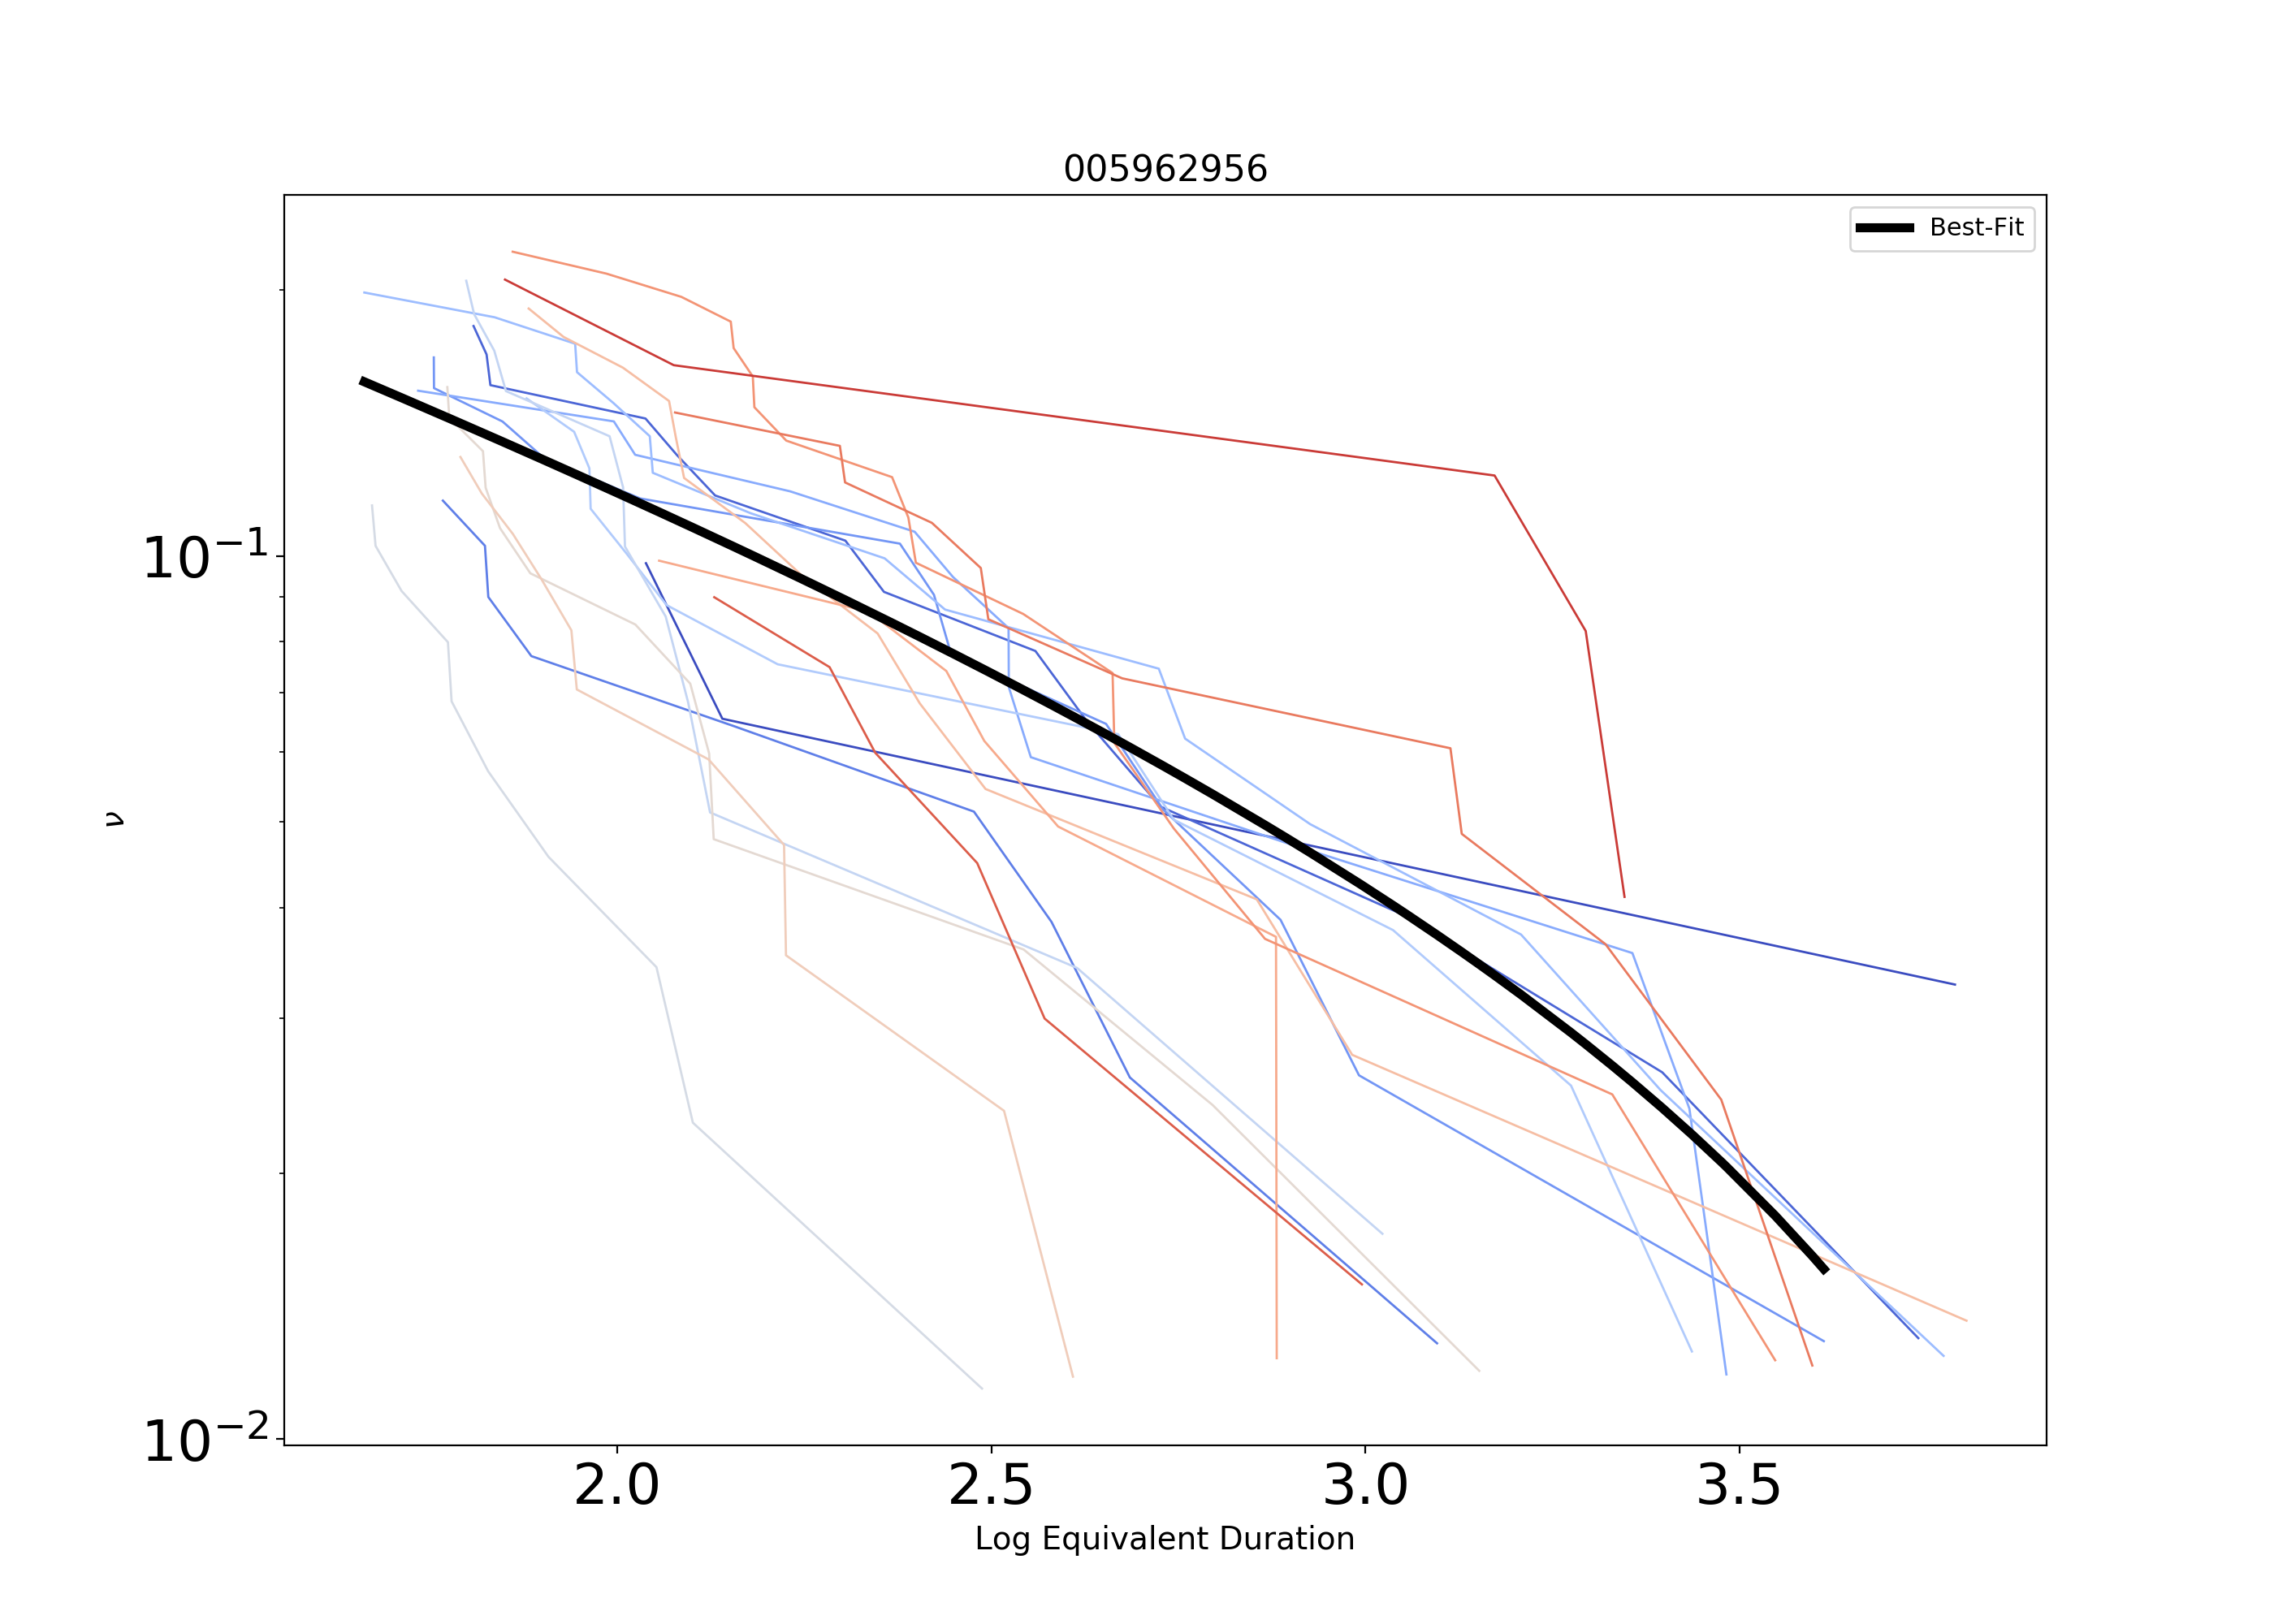 005962956
Best-Fit
10⁻¹
ν
10⁻²
2.0 2.5 3.0 3.5
Log Equivalent Duration